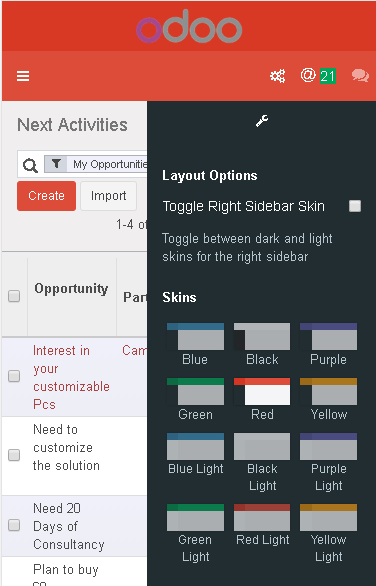 odoo
@ 21
Next Activities
My Opportunitie
Create
Import
1-4 of
Opportunity
Part
Interest in
your
customizable
Pcs
Cam
Need to
customize
the solution
Need 20
Days of
Consultancy
Plan to buy
Layout Options
Toggle Right Sidebar Skin
Toggle between dark and light
skins for the right sidebar
Skins
Blue
Black
Purple
Green
Red
Yellow
Blue Light
Black
Light
Purple
Light
Green
Light
Red Light
Yellow
Light